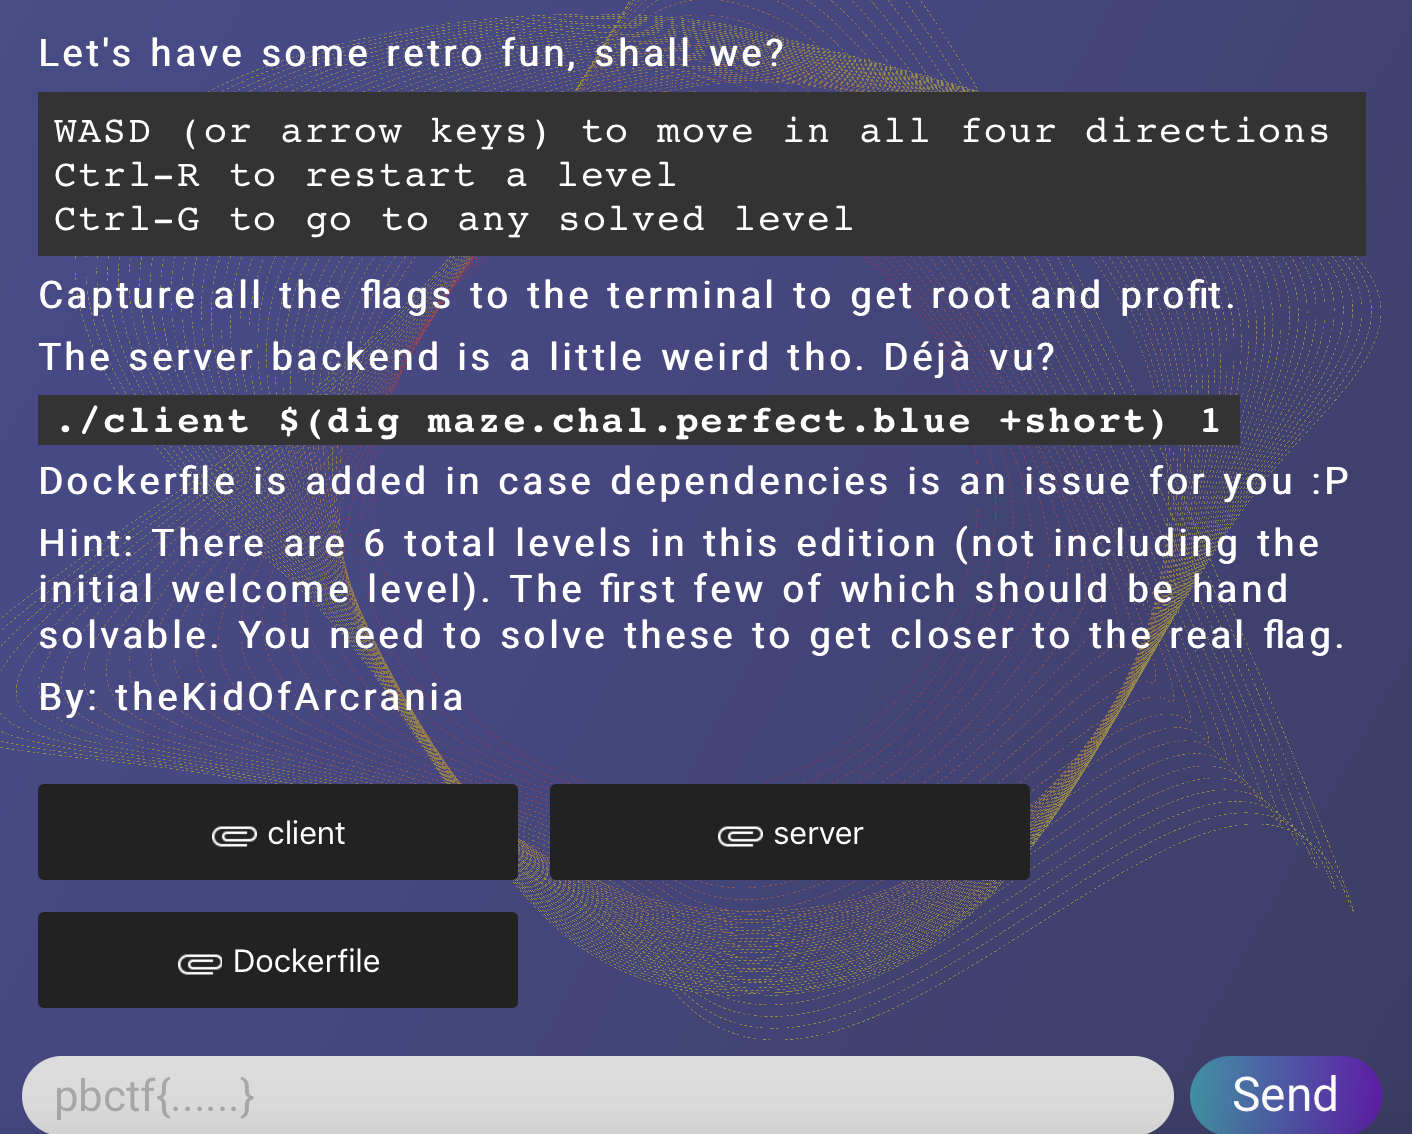 Let's have some retro fun, shall we?
WASD (or arrow keys) to move in all four directions
Ctrl-R to restart a level
Ctrl-G to go to any solved level
Capture all the flags to the terminal to get root and profit.
The server backend is a little weird tho. Déjà vu?
./client $(dig maze.chal.perfect.blue +short) 1
Dockerfile is added in case dependencies is an issue for you :P
Hint: There are 6 total levels in this edition (not including the
initial welcome level). The first few of which should be hand
solvable. You need to solve these to get closer to the real flag.
By: theKidOfArcrania
client
server
Dockerfile
pbctf{......}
Send